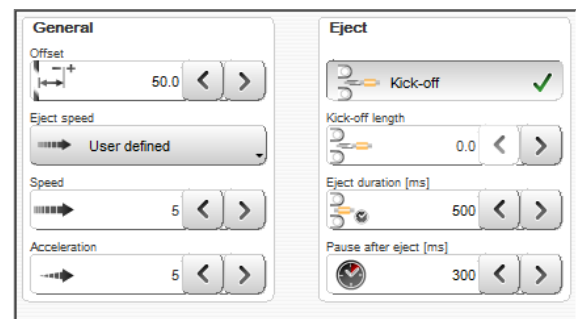 General
Offset
50.0
Eject speed
User defined
Speed
5
Acceleration
5
Eject
Kick-off
Kick-off length
0.0
Eject duration [ms]
500
Pause after eject [ms]
300